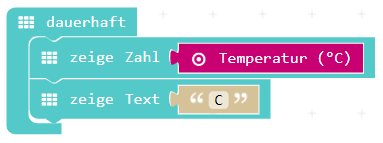 dauerhaft
zeige Zahl Temperatur (°C)
zeige Text “ C ”